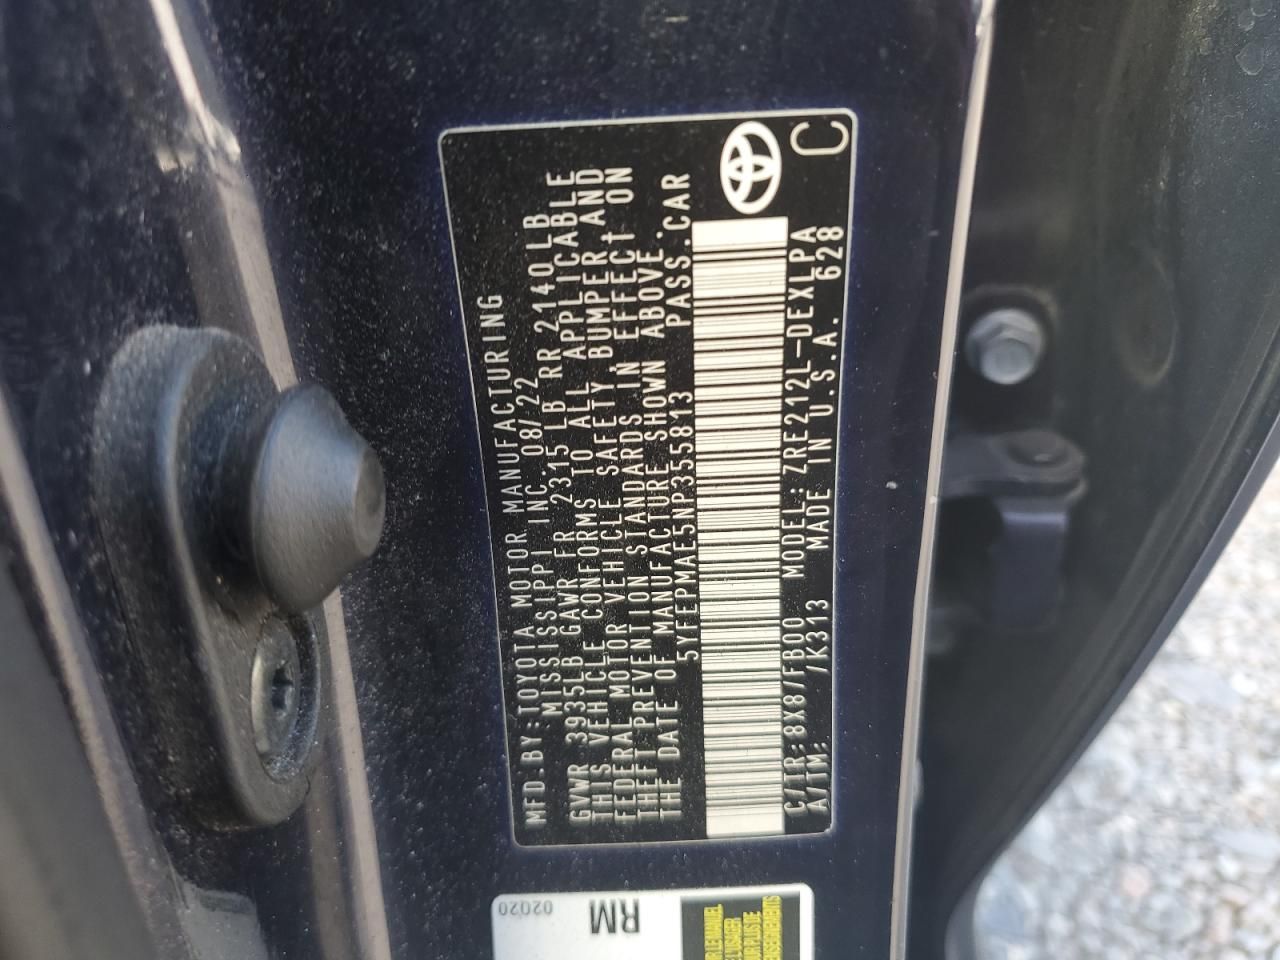 MFD.BY:TOYOTA MOTOR MANUFACTURING
MISSISSIPPI INC. 08/22
GVWR 3935LB GAWR FR 2315 LB RR 2140LB
THIS VEHICLE CONFORMS TO ALL APPLICABLE
FEDERAL MOTOR VEHICLE SAFETY,BUMPER,AND
THEFT PREVENTION STANDARDS IN EFFECT ON
THE DATE OF MANUFACTURE SHOWN ABOVE.
5YFEPMAE5NP355813 PASS.CAR
C/TR:8X8/FB00 MODEL:ZRE212L-DEXLPA
A/TM: /K313 MADE IN U.S.A. 628
C
02020
RM